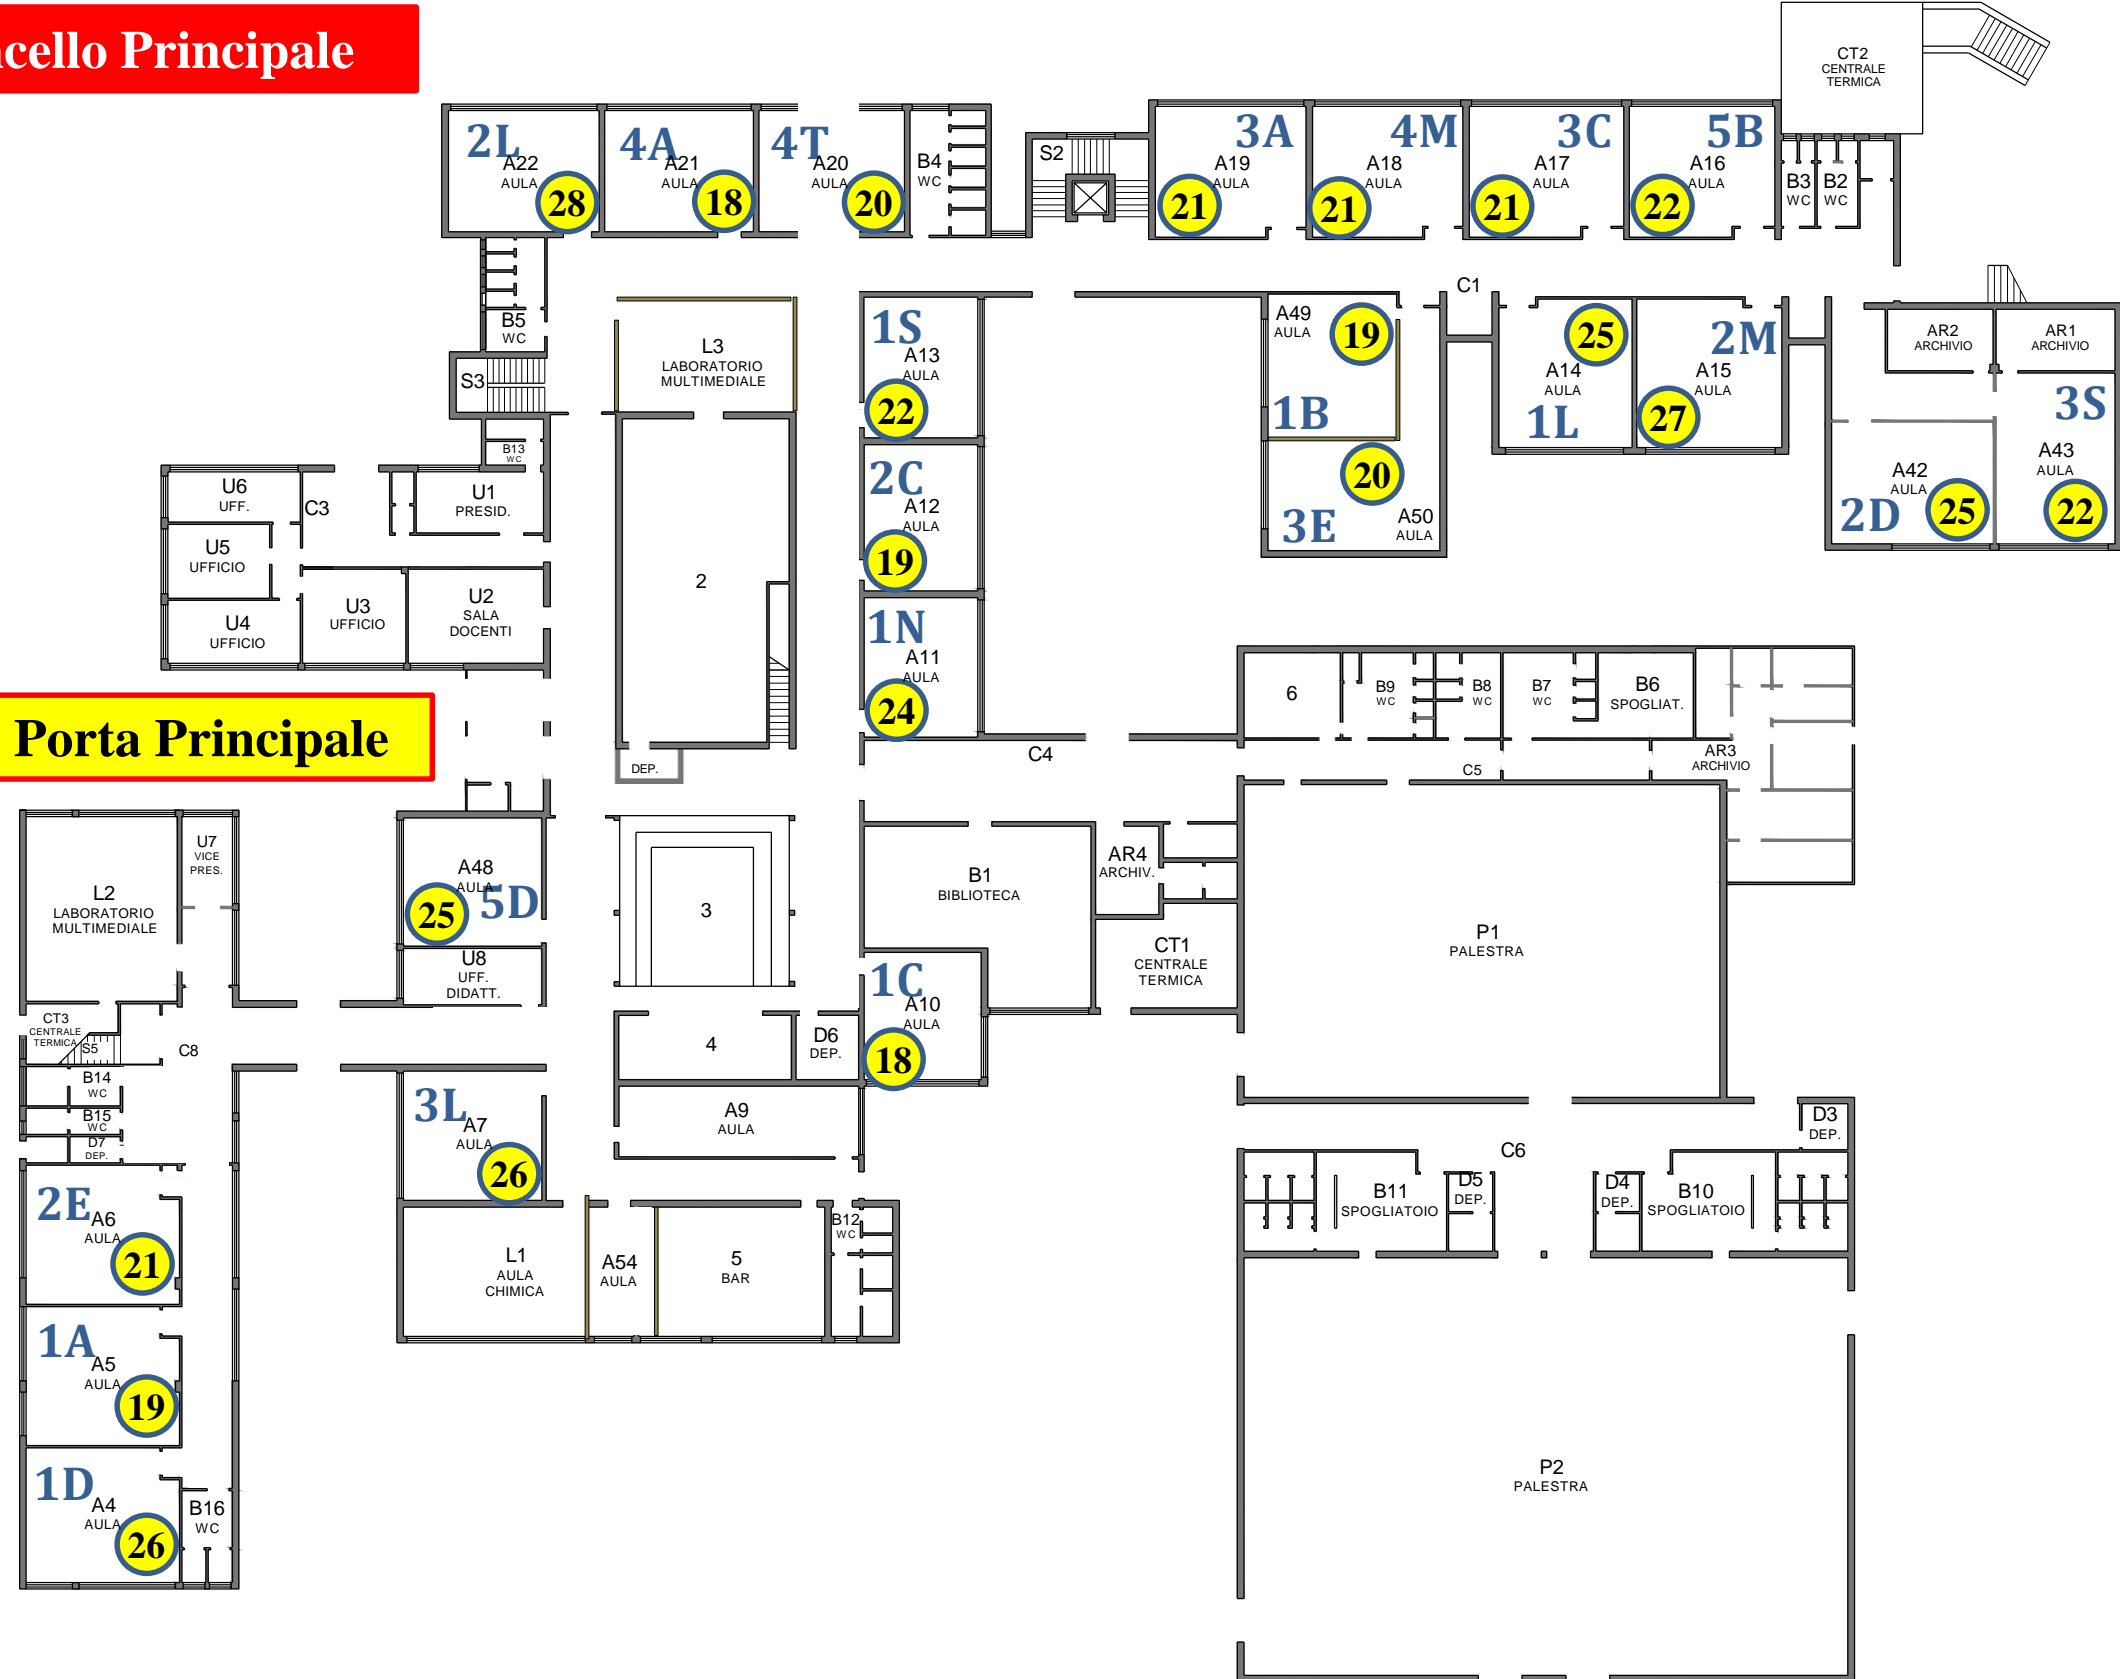 ncello Principale
CT2
CENTRALE
TERMICA
2L
A22
AULA
28
4A
A21
AULA
18
4T
A20
AULA
20
B4
WC
S2
3A
A19
AULA
21
4M
A18
AULA
21
3C
A17
AULA
21
5B
A16
AULA
22
B3
WC
B2
WC
C1
B5
WC
S3
B13
WC
L3
LABORATORIO
MULTIMEDIALE
1S
A13
AULA
22
A49
AULA
19
1B
25
A14
AULA
1L
2M
A15
AULA
27
AR2
ARCHIVIO
AR1
ARCHIVIO
3S
A43
AULA
22
A42
AULA
2D
25
20
3E
A50
AULA
2C
A12
AULA
19
U6
UFF.
C3
U1
PRESID.
U5
UFFICIO
U4
UFFICIO
U3
UFFICIO
U2
SALA
DOCENTI
2
1N
A11
AULA
24
Porta Principale
DEP.
C4
6
B9
WC
B8
WC
B7
WC
B6
SPOGLIAT.
C5
AR3
ARCHIVIO
L2
LABORATORIO
MULTIMEDIALE
U7
VICE
PRES.
A48
AULA
5D
25
U8
UFF.
DIDATT.
3
B1
BIBLIOTECA
AR4
ARCHIV.
CT1
CENTRALE
TERMICA
P1
PALESTRA
1C
A10
AULA
18
CT3
CENTRALE
TERMICA
S5
C8
B14
WC
B15
WC
D7
DEP.
4
D6
DEP.
3L
A7
AULA
26
A9
AULA
2E
A6
AULA
21
L1
AULA
CHIMICA
A54
AULA
5
BAR
B12
WC
C6
D3
DEP.
B11
SPOGLIATOIO
D5
DEP.
D4
DEP.
B10
SPOGLIATOIO
1A
A5
AULA
19
1D
A4
AULA
26
B16
WC
P2
PALESTRA